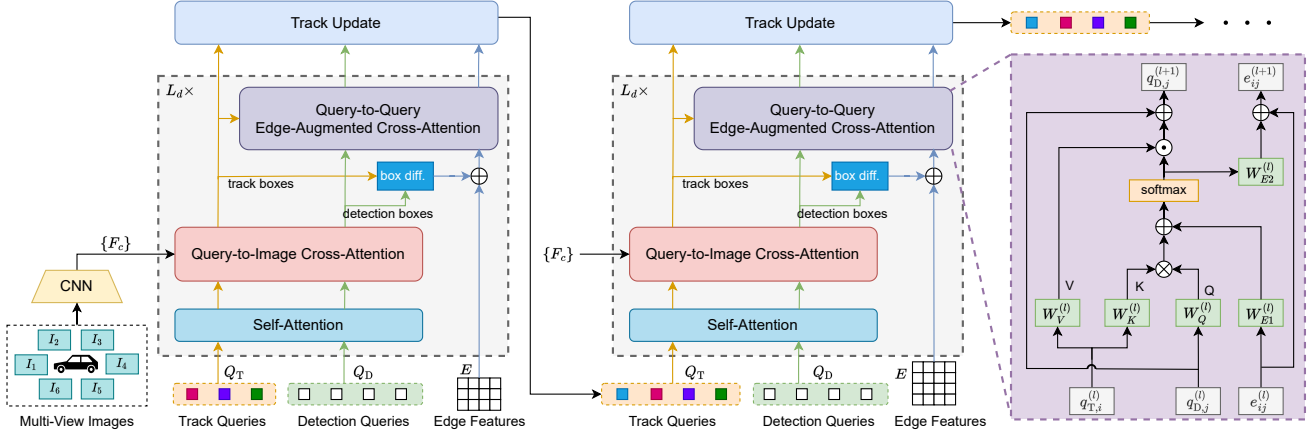 Track Update
L_d×
Query-to-Query
Edge-Augmented Cross-Attention
track boxes
box diff.
detection boxes
{F_c}
Query-to-Image Cross-Attention
CNN
Self-Attention
I_1
I_2
I_3
I_4
I_5
I_6
Multi-View Images
Q_T
Q_D
E
Track Queries
Detection Queries
Edge Features
Track Update
L_d×
Query-to-Query
Edge-Augmented Cross-Attention
track boxes
box diff.
detection boxes
{F_c}
Query-to-Image Cross-Attention
Self-Attention
Q_T
Q_D
E
Track Queries
Detection Queries
Edge Features
. . .
q_{D,j}^{(l+1)}
e_{ij}^{(l+1)}
W_{E2}^{(l)}
softmax
V
K
Q
W_V^{(l)}
W_K^{(l)}
W_Q^{(l)}
W_{E1}^{(l)}
q_{T,i}^{(l)}
q_{D,j}^{(l)}
e_{ij}^{(l)}